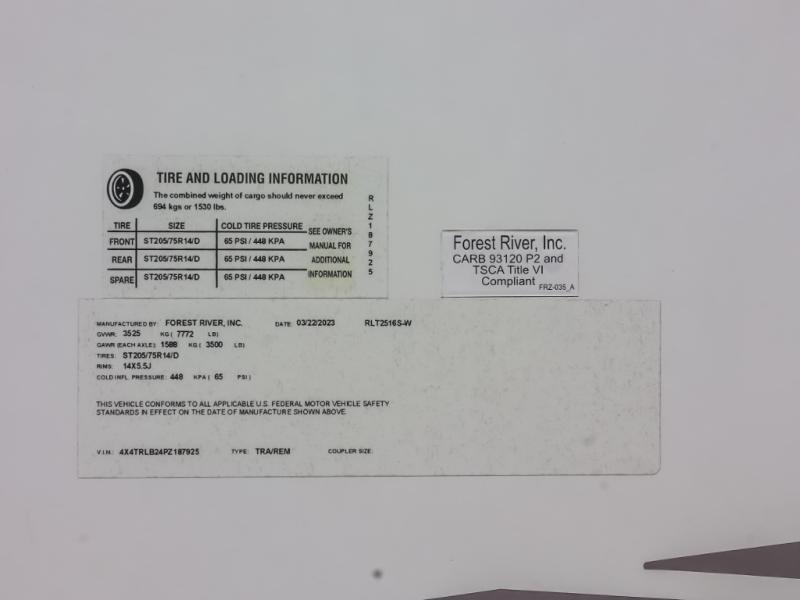 TIRE AND LOADING INFORMATION
The combined weight of cargo should never exceed
694 kgs or 1530 lbs.
TIRE SIZE COLD TIRE PRESSURE SEE OWNER'S
FRONT ST205/75R14/D 65 PSI / 448 KPA MANUAL FOR
REAR ST205/75R14/D 65 PSI / 448 KPA ADDITIONAL
SPARE ST205/75R14/D 65 PSI / 448 KPA INFORMATION
RLZ187925
Forest River, Inc.
CARB 93120 P2 and
TSCA Title VI
Compliant
FRZ-035_A
MANUFACTURED BY: FOREST RIVER, INC. DATE: 03/22/2023 RLT2516S-W
GVWR: 3525 KG ( 7772 LB)
GAWR (EACH AXLE): 1588 KG ( 3500 LB)
TIRES: ST205/75R14/D
RIMS: 14X5.5J
COLD INFL. PRESSURE: 448 KPA ( 65 PSI )
THIS VEHICLE CONFORMS TO ALL APPLICABLE U.S. FEDERAL MOTOR VEHICLE SAFETY
STANDARDS IN EFFECT ON THE DATE OF MANUFACTURE SHOWN ABOVE.
V.I.N.: 4X4TRLB24PZ187925 TYPE: TRA/REM COUPLER SIZE: